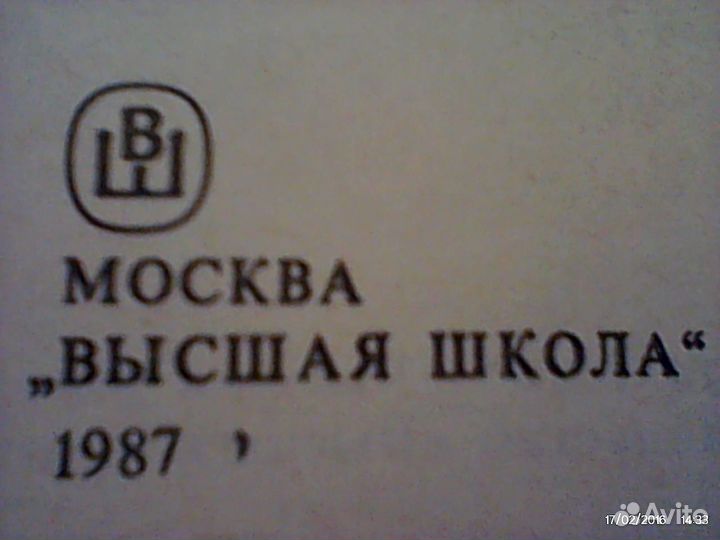 ВШ
МОСКВА
„ВЫСШАЯ ШКОЛА“
1987 ,
Avito
17/02/2016 14:33